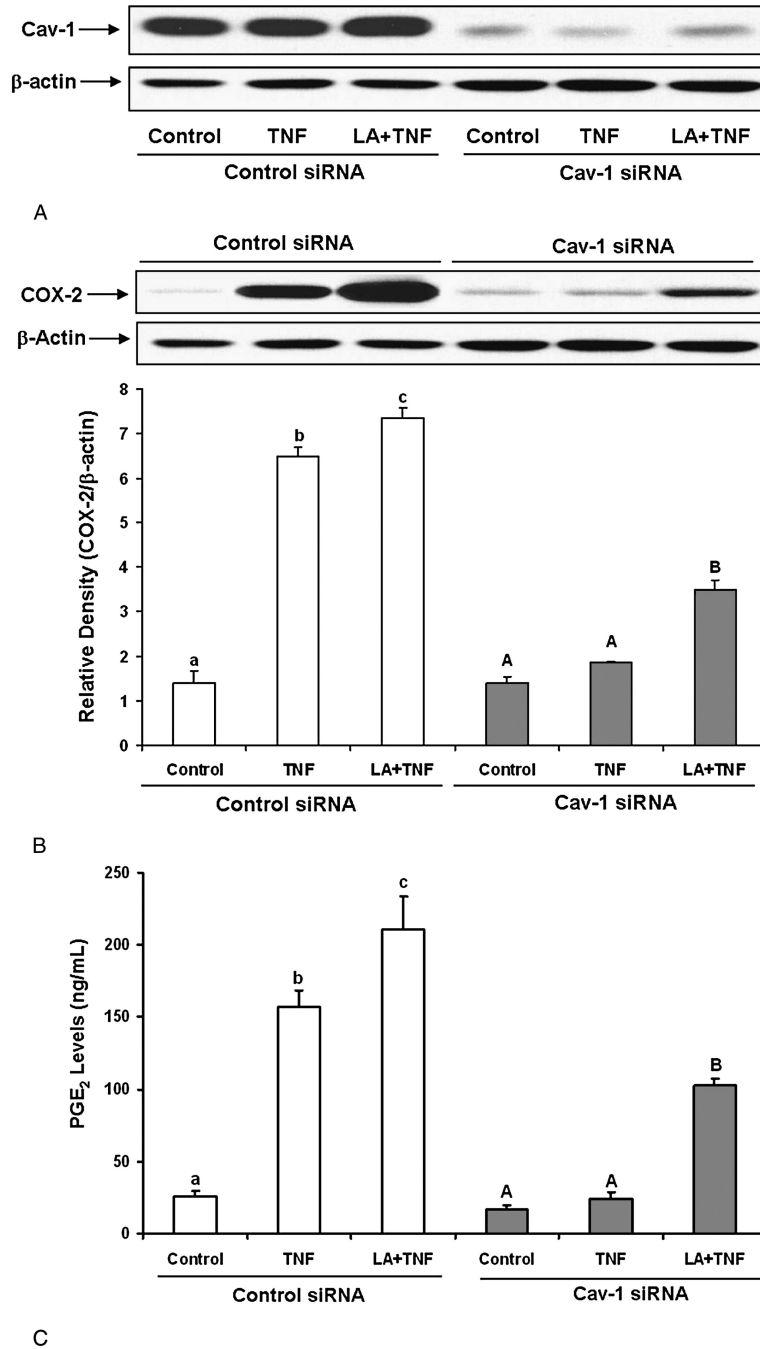 Cav-1
β-actin
Control TNF LA+TNF Control TNF LA+TNF
Control siRNA Cav-1 siRNA
A
Control siRNA Cav-1 siRNA
COX-2
β-Actin
Relative Density (COX-2/β-actin)
8
7
6
5
4
3
2
1
0
a
b
c
A
A
B
Control TNF LA+TNF Control TNF LA+TNF
Control siRNA Cav-1 siRNA
B
PGE₂ Levels (ng/mL)
250
200
150
100
50
0
a
b
c
A
A
B
Control TNF LA+TNF Control TNF LA+TNF
Control siRNA Cav-1 siRNA
C